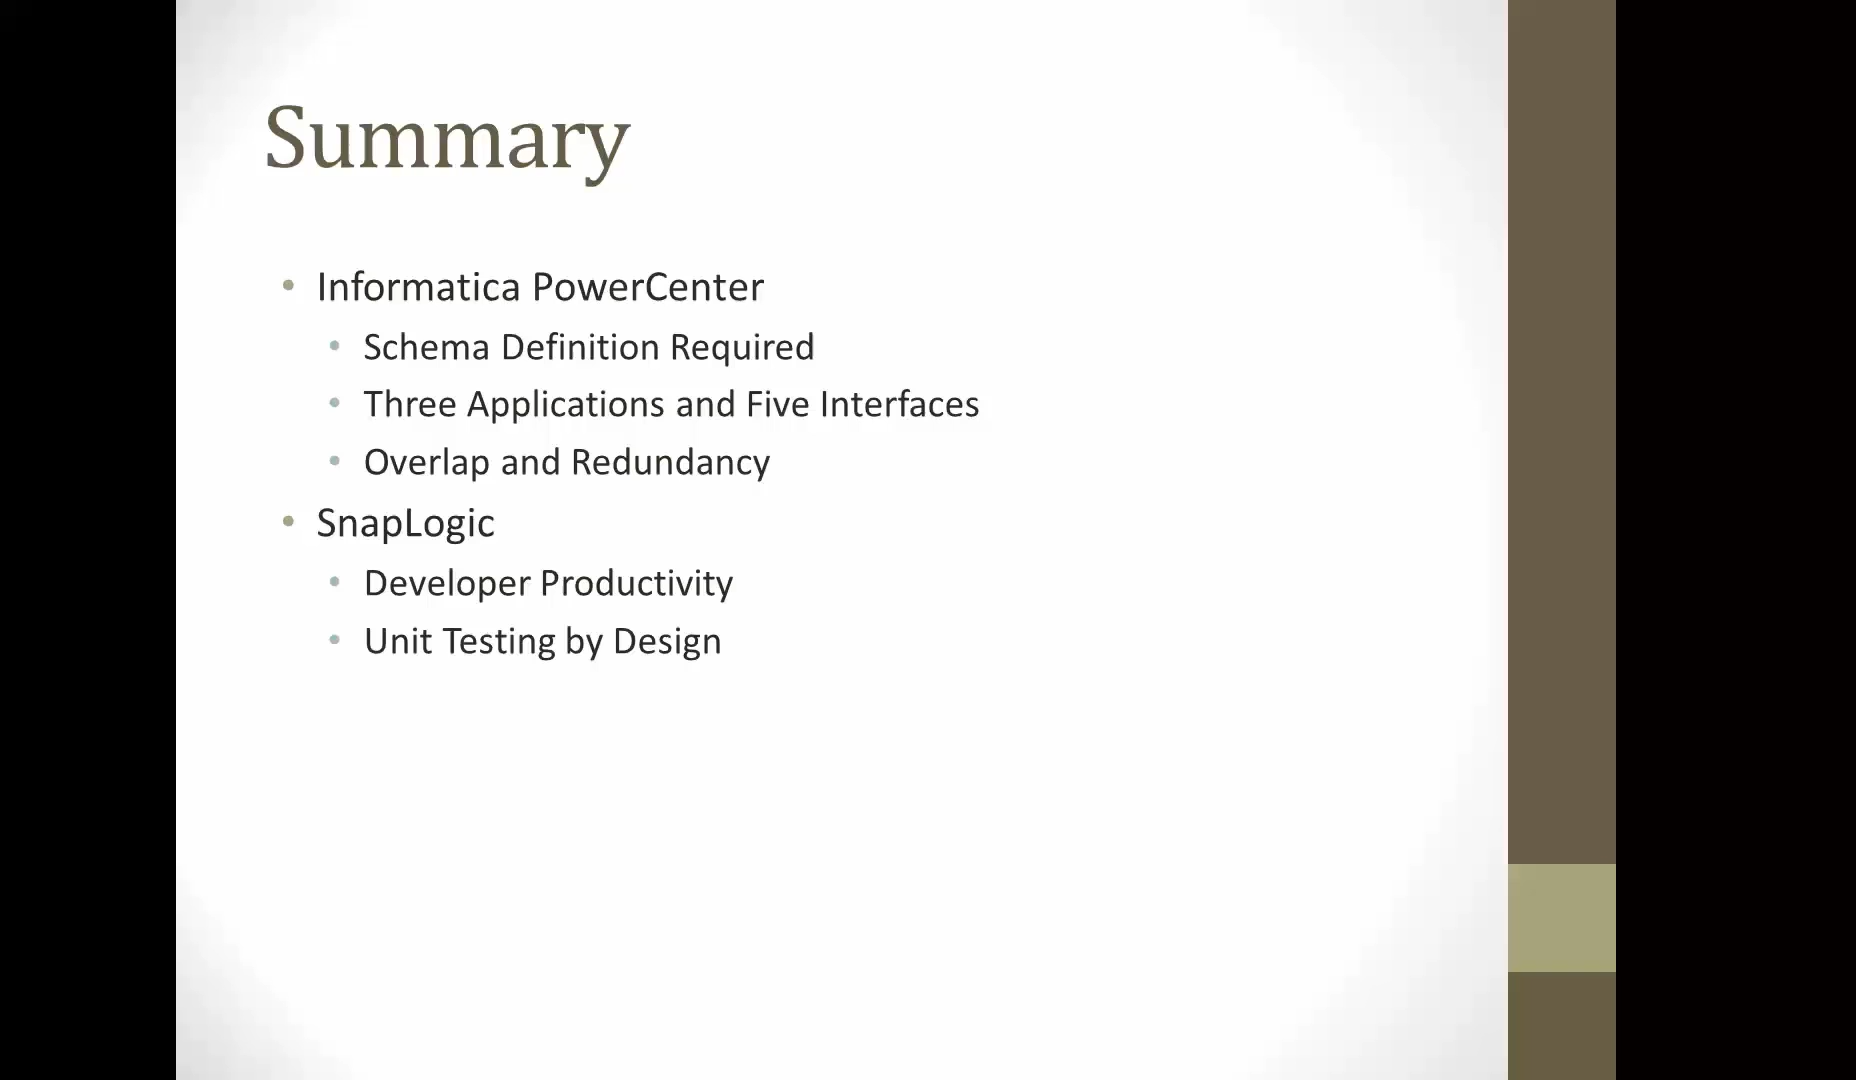 Summary
• Informatica PowerCenter
• Schema Definition Required
• Three Applications and Five Interfaces
• Overlap and Redundancy
• SnapLogic
• Developer Productivity
• Unit Testing by Design